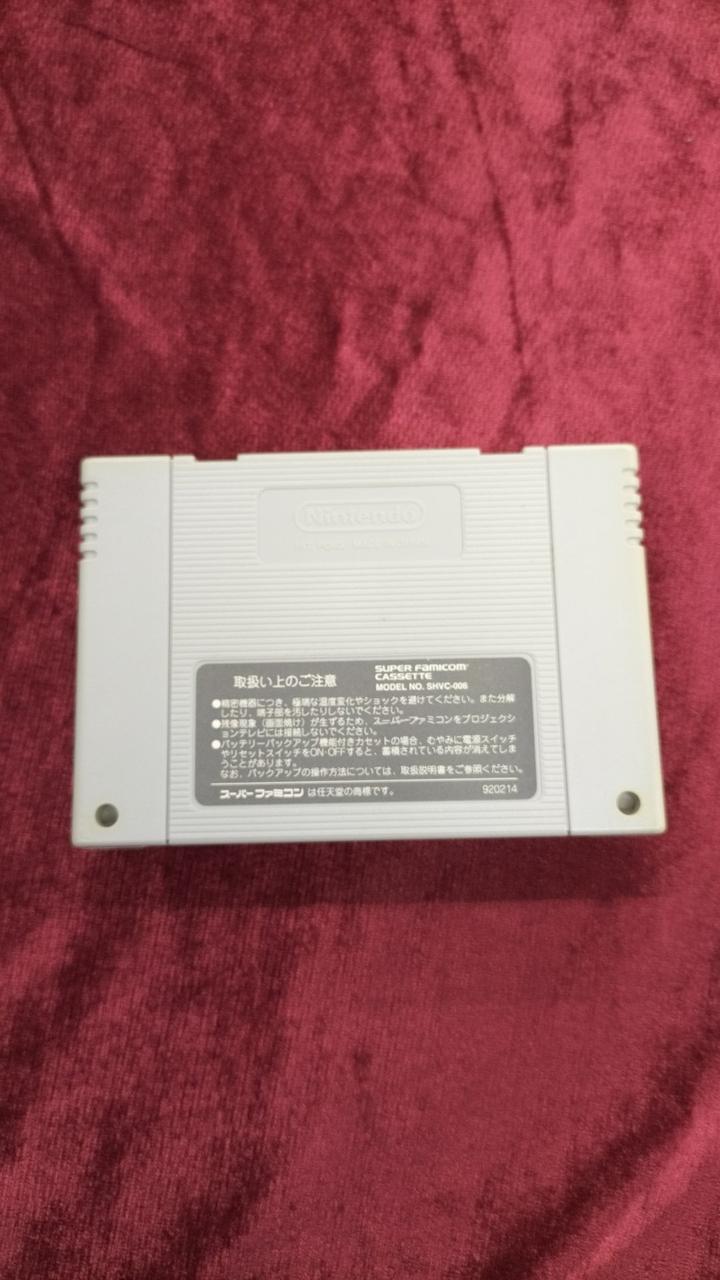 Nintendo
取扱い上のご注意
SUPER FAMICOM
CASSETTE
MODEL NO. SHVC-006
●精密機器につき、極端な温度変化やショックを避けてください。また分解
したり、端子部を汚したりしないでください。
●残像現象（画面焼け）が生ずるため、スーパーファミコンをプロジェクシ
ョンテレビには接続しないでください。
●バッテリーバックアップ機能付きカセットの場合、むやみに電源スイッチ
やリセットスイッチをON・OFFすると、蓄積されている内容が消えてしま
うことがあります。
なお、バックアップの操作方法については、取扱説明書をご参照ください。
スーパーファミコン は任天堂の商標です。
920214